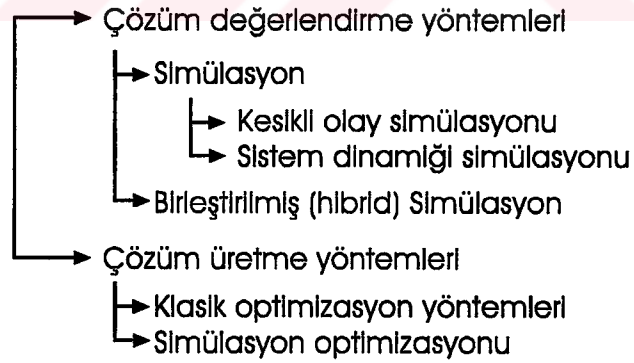 Çözüm değerlendirme yöntemleri
Simülasyon
Kesikli olay simülasyonu
Sistem dinamiği simülasyonu
Birleştirilmiş (hibrid) Simülasyon
Çözüm üretme yöntemleri
Klasik optimizasyon yöntemleri
Simülasyon optimizasyonu